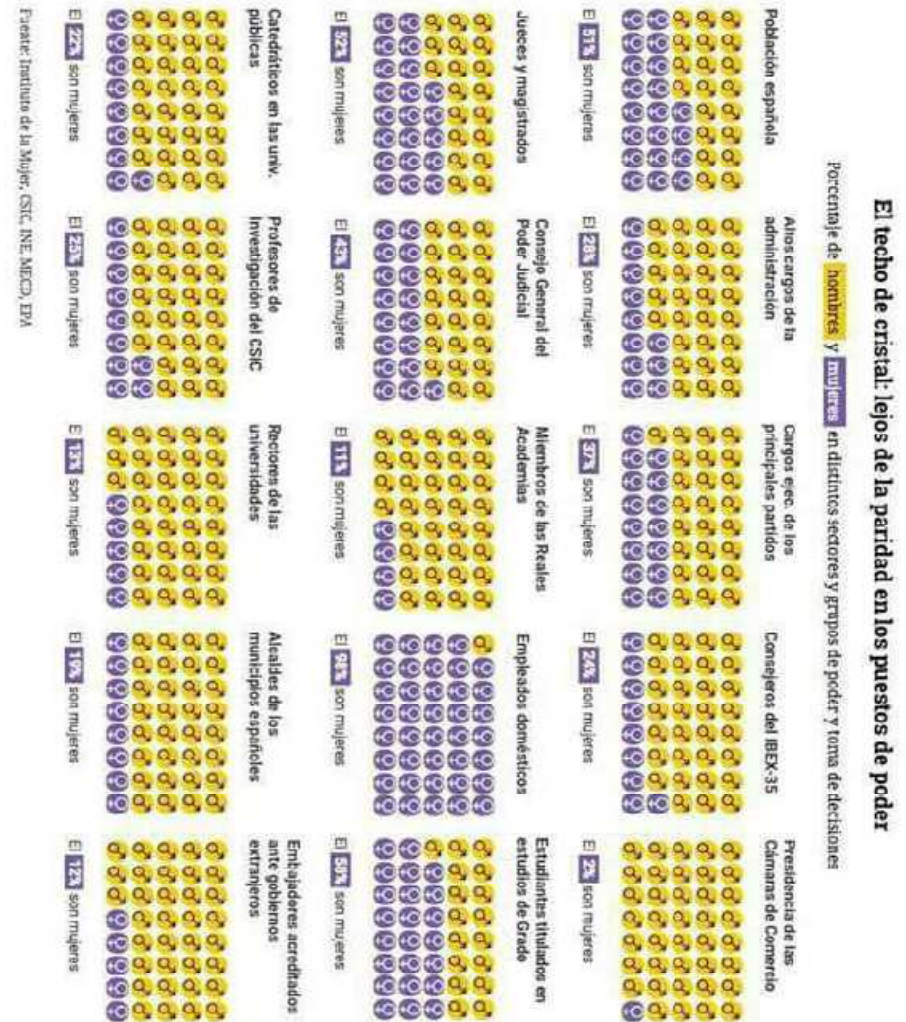 El techo de cristal: lejos de la paridad en los puestos de poder
Porcentaje de hombres y mujeres en distintos sectores y grupos de poder y toma de decisiones
Población española
El 51% son mujeres
Altos cargos de la
administración
El 28% son mujeres
Cargos ejec. de los
principales partidos
El 37% son mujeres
Consejeros del IBEX-35
El 24% son mujeres
Presidencia de las
Cámaras de Comercio
El 2% son mujeres
Jueces y magistrados
El 52% son mujeres
Consejo General del
Poder Judicial
El 43% son mujeres
Miembros de las Reales
Academias
El 11% son mujeres
Empleados domésticos
El 98% son mujeres
Estudiantes titulados en
estudios de Grado
El 58% son mujeres
Catedráticos en las univ.
públicas
El 22% son mujeres
Profesores de
Investigación del CSIC
El 25% son mujeres
Rectores de las
universidades
El 13% son mujeres
Alcaldes de los
municipios españoles
El 19% son mujeres
Embajadores acreditados
ante gobiernos
extranjeros
El 12% son mujeres
Fuente: Instituto de la Mujer, CSIC, INE, MECD, EPA